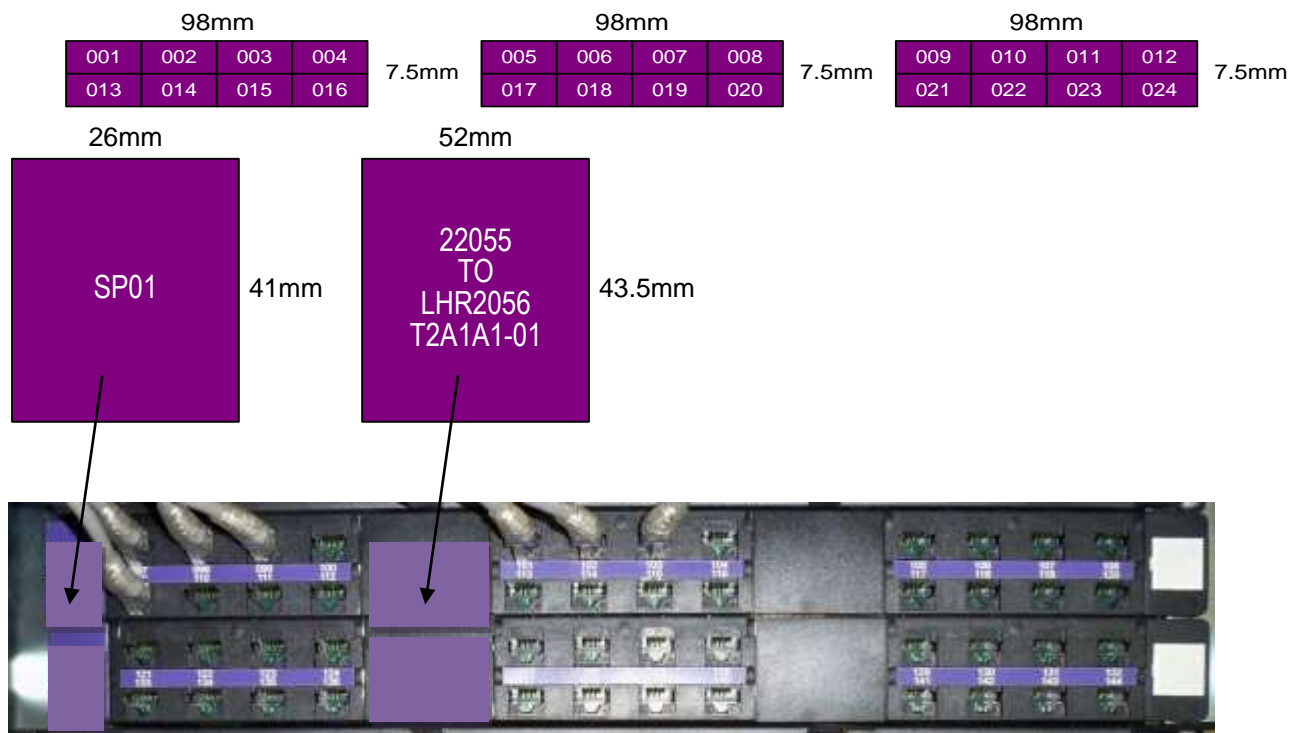 98mm 98mm 98mm
001 002 003 004 005 006 007 008 009 010 011 012
7.5mm 7.5mm 7.5mm
013 014 015 016 017 018 019 020 021 022 023 024
26mm 52mm
SP01
41mm
22055
TO
LHR2056
T2A1A1-01
43.5mm